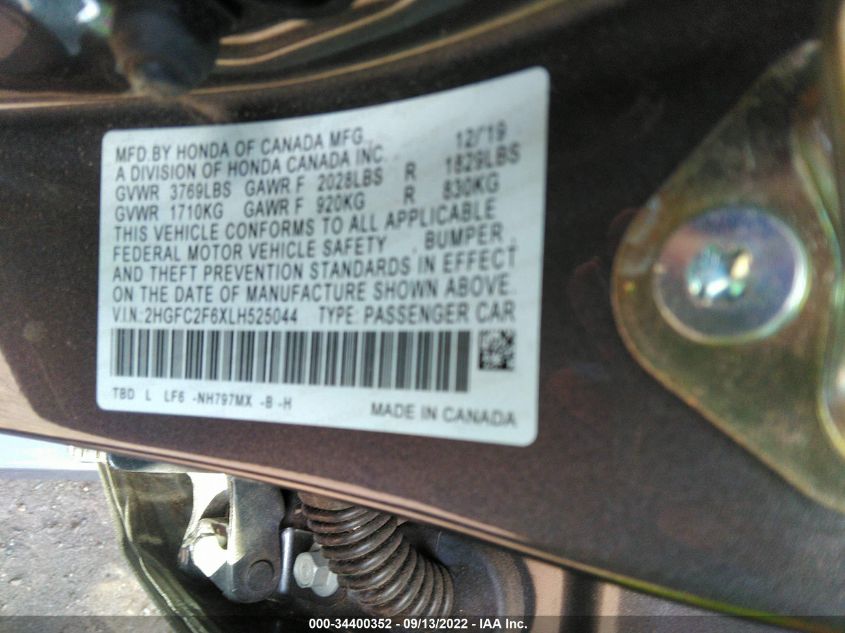 MFD.BY HONDA OF CANADA MFG., 12/19
A DIVISION OF HONDA CANADA INC.
GVWR 3769LBS GAWR F 2028LBS R 1829LBS
GVWR 1710KG GAWR F 920KG R 830KG
THIS VEHICLE CONFORMS TO ALL APPLICABLE
FEDERAL MOTOR VEHICLE SAFETY , BUMPER ,
AND THEFT PREVENTION STANDARDS IN EFFECT
ON THE DATE OF MANUFACTURE SHOWN ABOVE.
V.I.N: 2HGFC2F6XLH525044 TYPE: PASSENGER CAR
TBD L LF6 -NH797MX -B -H
MADE IN CANADA
000-34400352 - 09/13/2022 - IAA Inc.